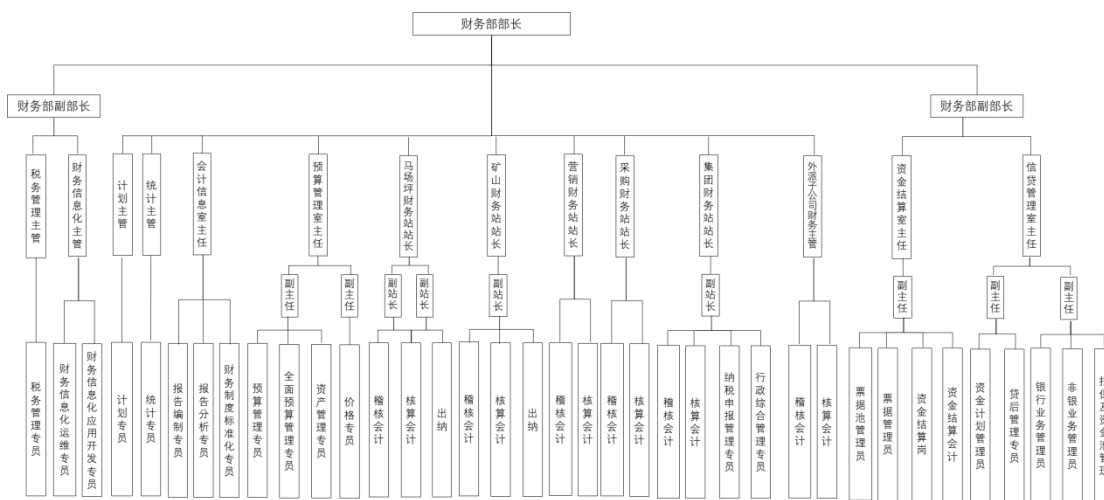 财务部部长
财务部副部长
财务部副部长
税务管理主管
财务信息化主管
计划主管
统计主管
会计信息室主任
预算管理室主任
马场坪财务站站长
矿山财务站站长
营销财务站站长
采购财务站站长
集团财务站站长
外派子公司财务主管
资金结算室主任
信贷管理室主任
副主任
副主任
副站长
副站长
副站长
副站长
副主任
副主任
副主任
税务管理专员
财务信息化运维专员
财务信息化应用开发专员
计划专员
统计专员
报告编制专员
报告分析专员
财务制度标准化专员
预算管理专员
全面预算管理专员
资产管理专员
价格专员
稽核会计
核算会计
出纳
稽核会计
核算会计
出纳
稽核会计
核算会计
稽核会计
核算会计
稽核会计
核算会计
纳税申报管理专员
行政综合管理专员
稽核会计
核算会计
票据池管理员
票据管理员
资金结算岗
资金结算会计
资金计划管理员
贷后管理专员
银行业务管理员
非银业务管理员
担保及资金池管理